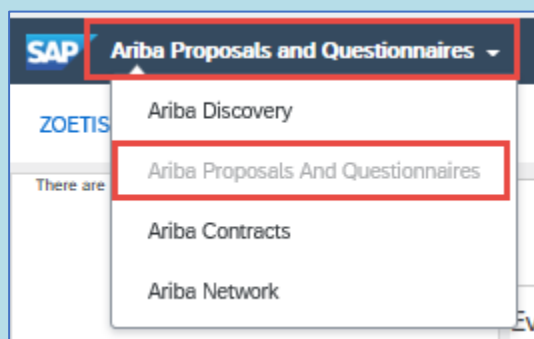 SAP Ariba Proposals and Questionnaires
Ariba Discovery
ZOETIS
Ariba Proposals And Questionnaires
There are
Ariba Contracts
Ariba Network
Ev